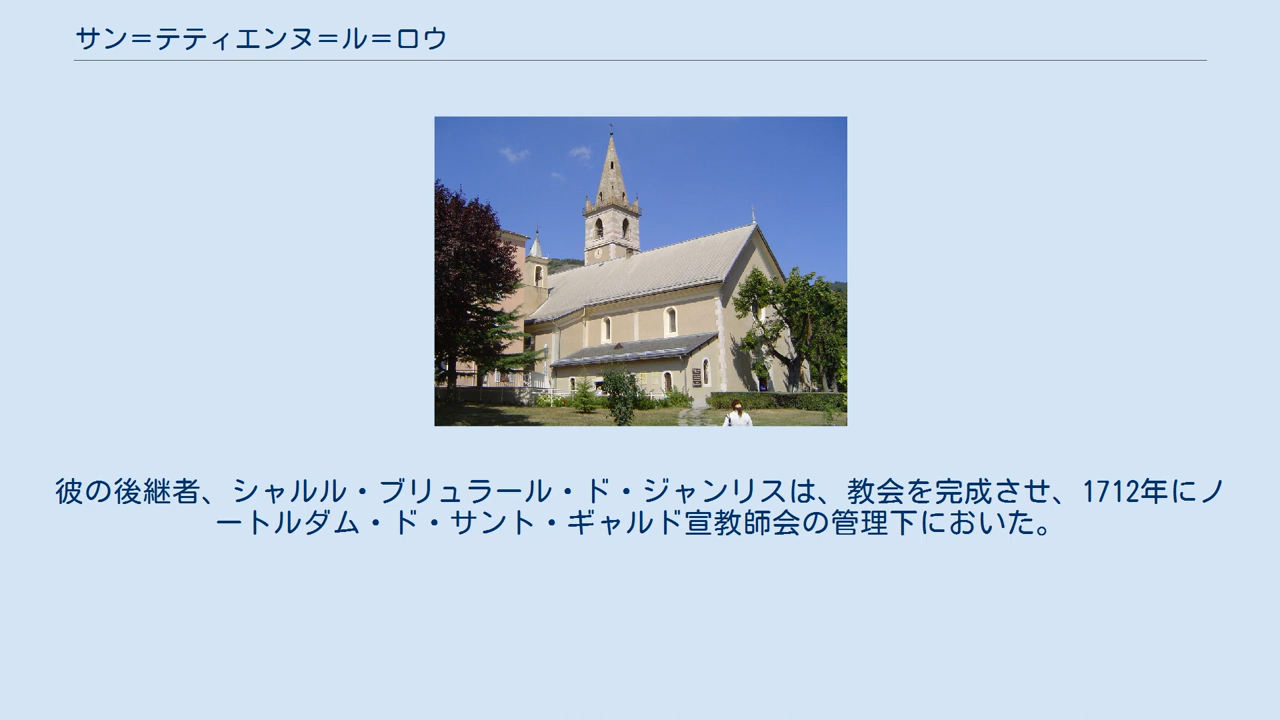 サン＝テティエンヌ＝ル＝ロウ
彼の後継者、シャルル・ブリュラール・ド・ジャンリスは、教会を完成させ、1712年にノ
ートルダム・ド・サント・ギャルド宣教師会の管理下においた。